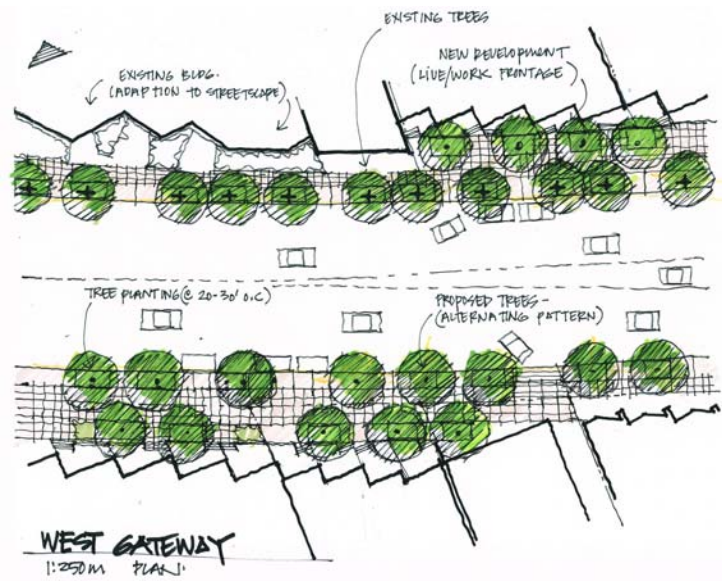 EXISTING TREES
EXISTING BLDG.
(ADAPTION TO STREETSCAPE)
NEW DEVELOPMENT
(LIVE/WORK FRONTAGE)
TREE PLANTING @ 20-30' O.C)
PROPOSED TREES -
(ALTERNATING PATTERN)
WEST GATEWAY
1:250m PLAN.